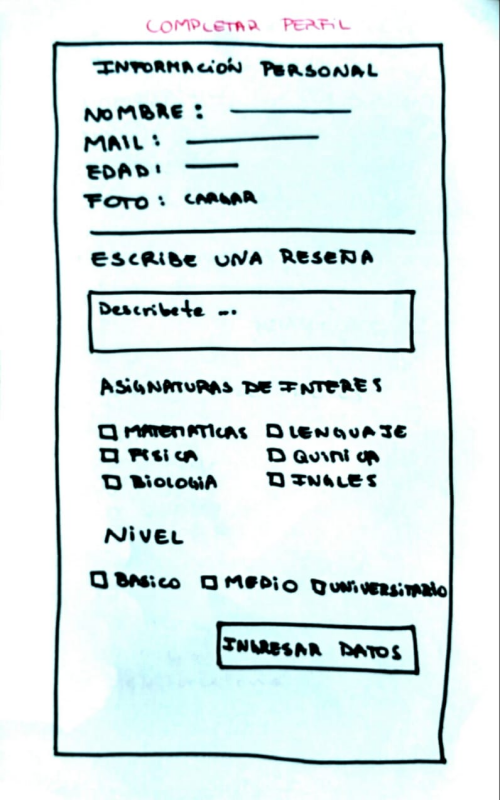 COMPLETAR PERFIL
INFORMACIÓN PERSONAL
NOMBRE:
MAIL:
EDAD:
FOTO: CARGAR
ESCRIBE UNA RESEÑA
Descríbete ...
ASIGNATURAS DE INTERES
MATEMATICAS LENGUAJE
FISICA QUIMICA
BIOLOGIA INGLES
NIVEL
BASICO MEDIO UNIVERSITARIO
INGRESAR DATOS